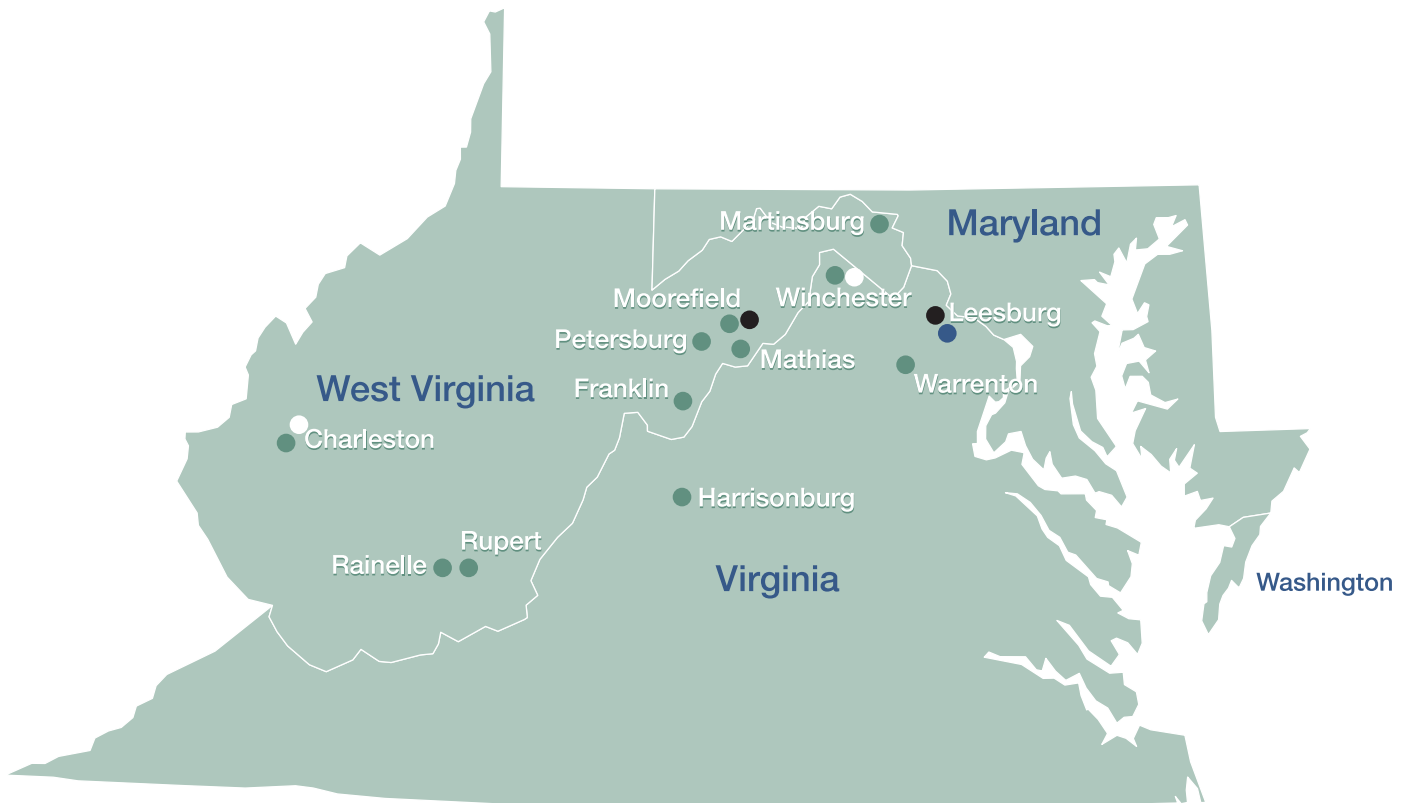 Martinsburg
Maryland
Moorefield
Winchester
Leesburg
Petersburg
Mathias
Franklin
West Virginia
Warrenton
Charleston
Harrisonburg
Rupert
Rainelle
Virginia
Washington